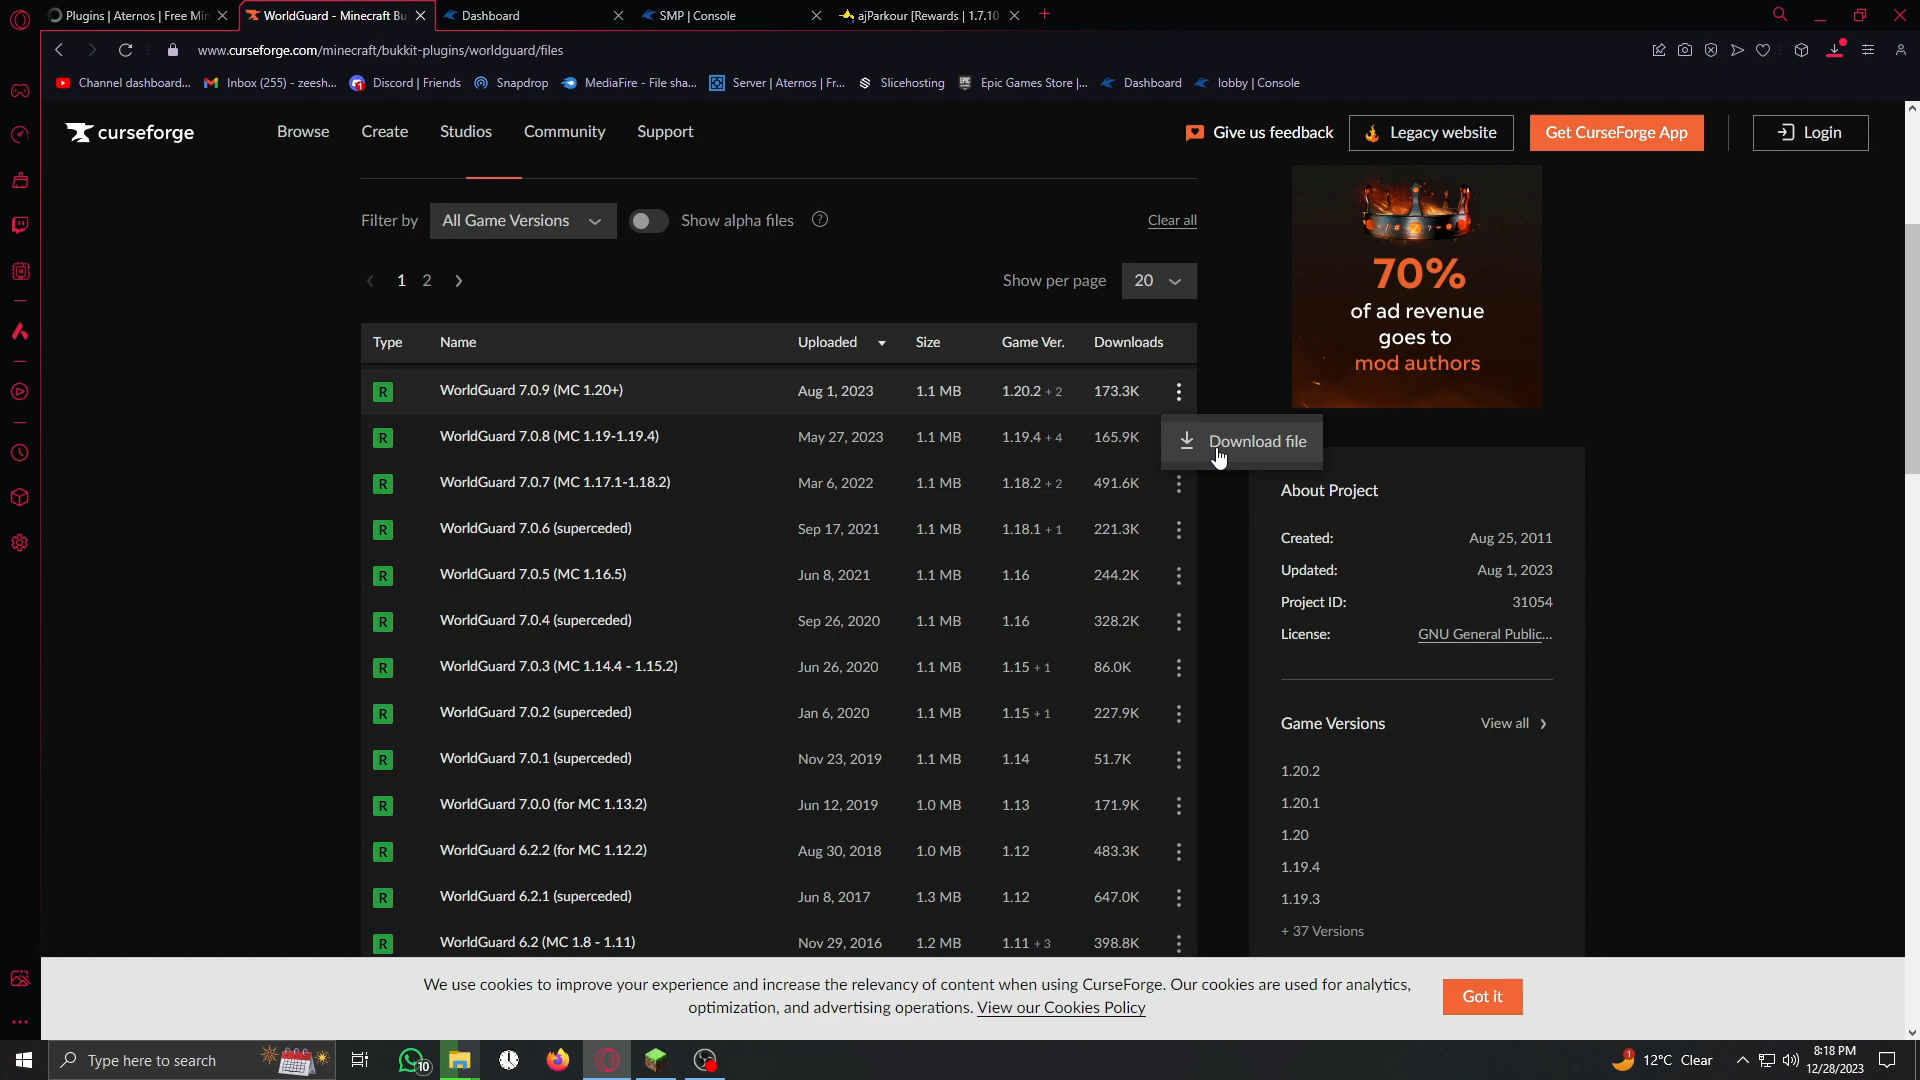 Plugins | Aternos | Free Min
WorldGuard - Minecraft Bu
Dashboard
SMP | Console
ajParkour [Rewards | 1.7.10
www.curseforge.com/minecraft/bukkit-plugins/worldguard/files
Channel dashboard...
Inbox (255) - zeesh...
Discord | Friends
Snapdrop
MediaFire - File sha...
Server | Aternos | Fr...
Slicehosting
Epic Games Store |...
Dashboard
lobby | Console
curseforge
Browse
Create
Studios
Community
Support
Give us feedback
Legacy website
Get CurseForge App
Login
Filter by
All Game Versions
Show alpha files
Clear all
1 2
Show per page
20
70%
of ad revenue
goes to
mod authors
Type Name Uploaded Size Game Ver. Downloads
R WorldGuard 7.0.9 (MC 1.20+) Aug 1, 2023 1.1 MB 1.20.2 + 2 173.3K
R WorldGuard 7.0.8 (MC 1.19-1.19.4) May 27, 2023 1.1 MB 1.19.4 + 4 165.9K
Download file
R WorldGuard 7.0.7 (MC 1.17.1-1.18.2) Mar 6, 2022 1.1 MB 1.18.2 + 2 491.6K
R WorldGuard 7.0.6 (superceded) Sep 17, 2021 1.1 MB 1.18.1 + 1 221.3K
R WorldGuard 7.0.5 (MC 1.16.5) Jun 8, 2021 1.1 MB 1.16 244.2K
R WorldGuard 7.0.4 (superceded) Sep 26, 2020 1.1 MB 1.16 328.2K
R WorldGuard 7.0.3 (MC 1.14.4 - 1.15.2) Jun 26, 2020 1.1 MB 1.15 + 1 86.0K
R WorldGuard 7.0.2 (superceded) Jan 6, 2020 1.1 MB 1.15 + 1 227.9K
R WorldGuard 7.0.1 (superceded) Nov 23, 2019 1.1 MB 1.14 51.7K
R WorldGuard 7.0.0 (for MC 1.13.2) Jun 12, 2019 1.0 MB 1.13 171.9K
R WorldGuard 6.2.2 (for MC 1.12.2) Aug 30, 2018 1.0 MB 1.12 483.3K
R WorldGuard 6.2.1 (superceded) Jun 8, 2017 1.3 MB 1.12 647.0K
R WorldGuard 6.2 (MC 1.8 - 1.11) Nov 29, 2016 1.2 MB 1.11 + 3 398.8K
About Project
Created: Aug 25, 2011
Updated: Aug 1, 2023
Project ID: 31054
License: GNU General Public...
Game Versions View all
1.20.2
1.20.1
1.20
1.19.4
1.19.3
+ 37 Versions
We use cookies to improve your experience and increase the relevancy of content when using CurseForge. Our cookies are used for analytics,
optimization, and advertising operations. View our Cookies Policy
Got it
Type here to search
10
1
12°C Clear
8:18 PM
12/28/2023